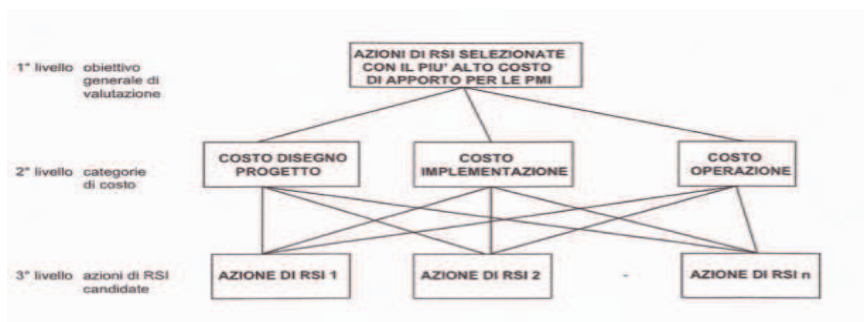 AZIONI DI RSI SELEZIONATE
CON IL PIU' ALTO COSTO
DI APPORTO PER LE PMI
1° livello obiettivo
generale di
valutazione
2° livello categorie
di costo
COSTO DISEGNO
PROGETTO
COSTO
IMPLEMENTAZIONE
COSTO
OPERAZIONE
3° livello azioni di RSI
candidate
AZIONE DI RSI 1
AZIONE DI RSI 2
-
AZIONE DI RSI n